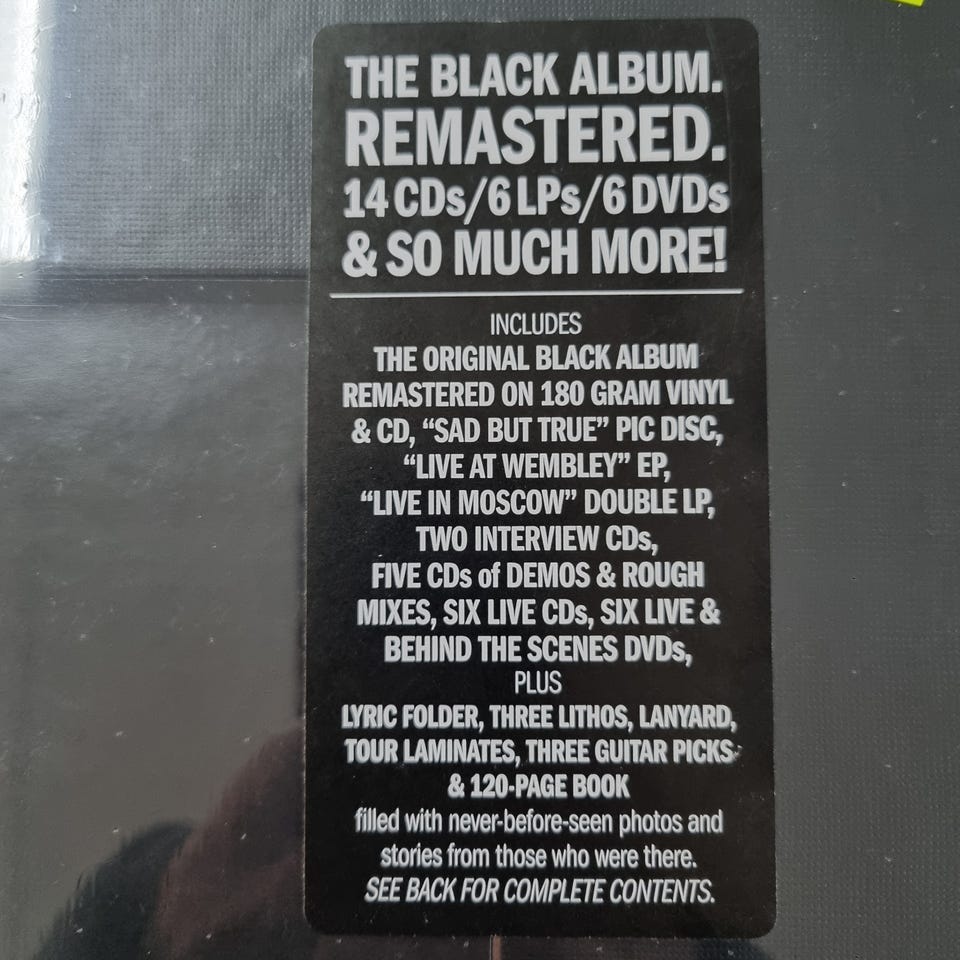 THE BLACK ALBUM.
REMASTERED.
14 CDs/6 LPs/6 DVDs
& SO MUCH MORE!
INCLUDES
THE ORIGINAL BLACK ALBUM
REMASTERED ON 180 GRAM VINYL
& CD, “SAD BUT TRUE” PIC DISC,
“LIVE AT WEMBLEY” EP,
“LIVE IN MOSCOW” DOUBLE LP,
TWO INTERVIEW CDs,
FIVE CDs of DEMOS & ROUGH
MIXES, SIX LIVE CDs, SIX LIVE &
BEHIND THE SCENES DVDs,
PLUS
LYRIC FOLDER, THREE LITHOS, LANYARD,
TOUR LAMINATES, THREE GUITAR PICKS
& 120-PAGE BOOK
filled with never-before-seen photos and
stories from those who were there.
SEE BACK FOR COMPLETE CONTENTS.